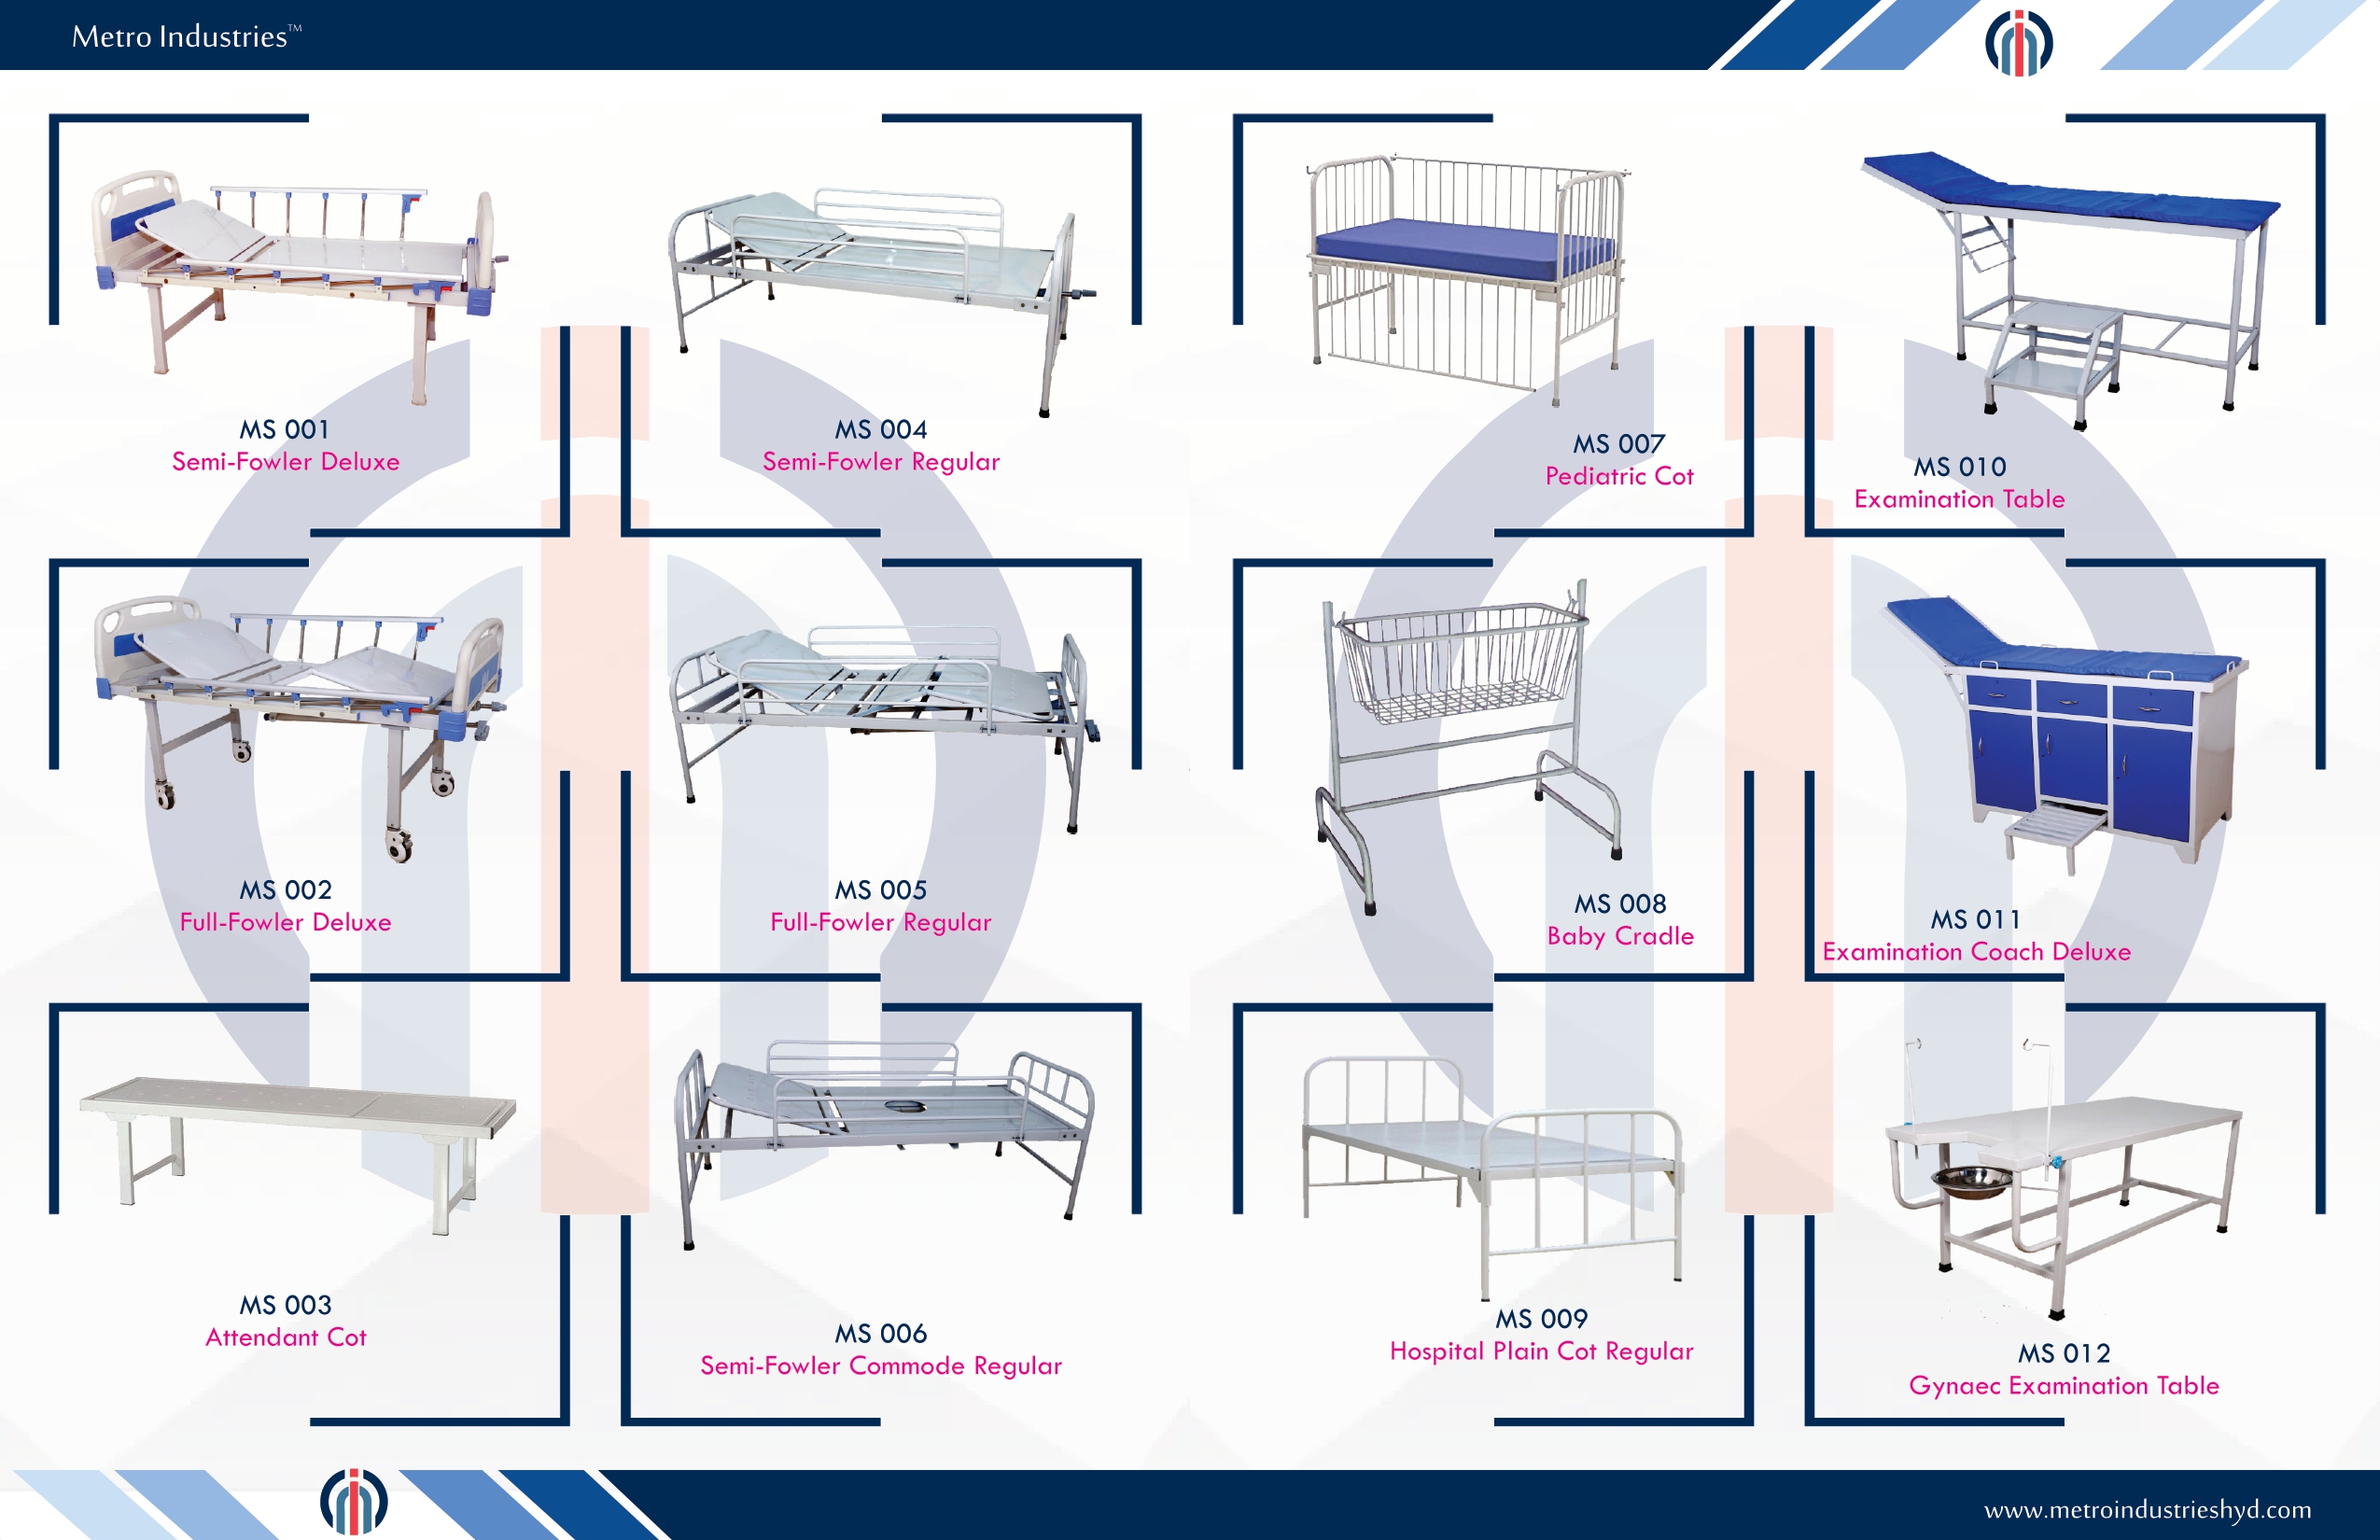 Metro Industries™
MS 001
Semi-Fowler Deluxe
MS 004
Semi-Fowler Regular
MS 007
Pediatric Cot
MS 010
Examination Table
MS 002
Full-Fowler Deluxe
MS 005
Full-Fowler Regular
MS 008
Baby Cradle
MS 011
Examination Coach Deluxe
MS 003
Attendant Cot
MS 006
Semi-Fowler Commode Regular
MS 009
Hospital Plain Cot Regular
MS 012
Gynaec Examination Table
www.metroindustrieshyd.com